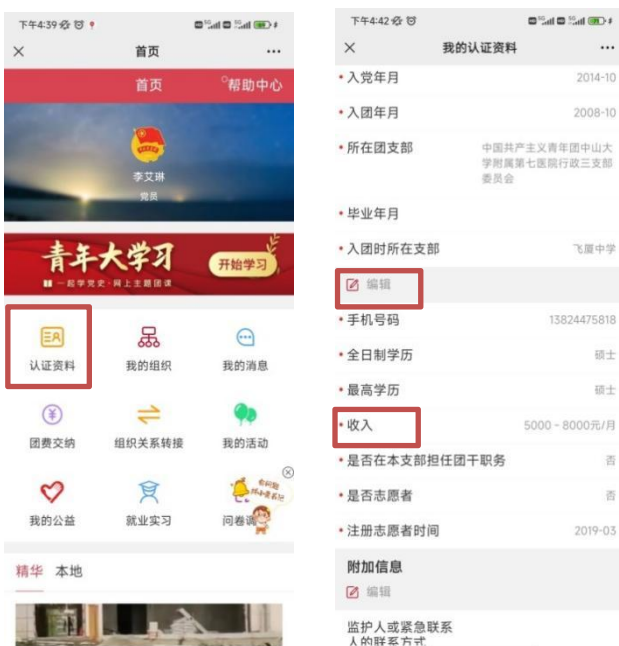 下午4:39
首页
首页
帮助中心
李艾琳
党员
青年大学习
一起学党史·网上主题团课
开始学习
认证资料
我的组织
我的消息
团费交纳
组织关系转接
我的活动
我的公益
就业实习
问卷调
精华 本地
下午4:42
我的认证资料
入党年月 2014-10
入团年月 2008-10
所在团支部 中国共产主义青年团中山大
学附属第七医院行政三支部
委员会
毕业年月
入团时所在支部 飞厦中学
编辑
手机号码 13824475818
全日制学历 硕士
最高学历 硕士
收入 5000 ~ 8000元/月
是否在本支部担任团干职务 否
是否志愿者 否
注册志愿者时间 2019-03
附加信息
编辑
监护人或紧急联系
人的联系方式